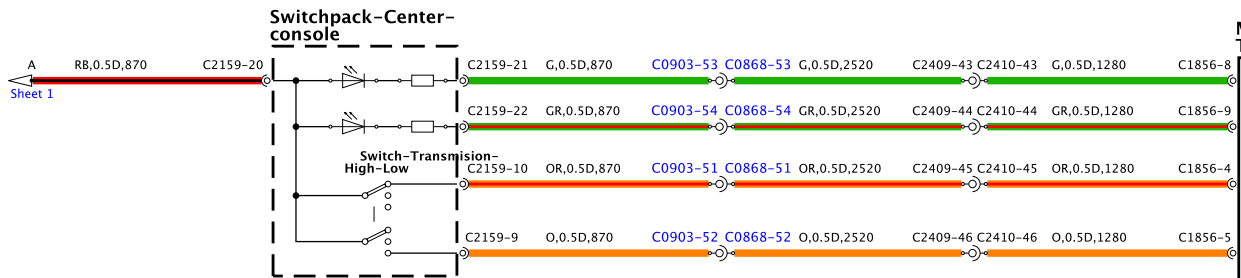 Switchpack-Center-
console
A RB,0.5D,870 C2159-20
Sheet 1
C2159-21 G,0.5D,870 C0903-53 C0868-53 G,0.5D,2520 C2409-43 C2410-43 G,0.5D,1280 C1856-8
C2159-22 GR,0.5D,870 C0903-54 C0868-54 GR,0.5D,2520 C2409-44 C2410-44 GR,0.5D,1280 C1856-9
Switch-Transmision-
High-Low
C2159-10 OR,0.5D,870 C0903-51 C0868-51 OR,0.5D,2520 C2409-45 C2410-45 OR,0.5D,1280 C1856-4
C2159-9 O,0.5D,870 C0903-52 C0868-52 O,0.5D,2520 C2409-46 C2410-46 O,0.5D,1280 C1856-5